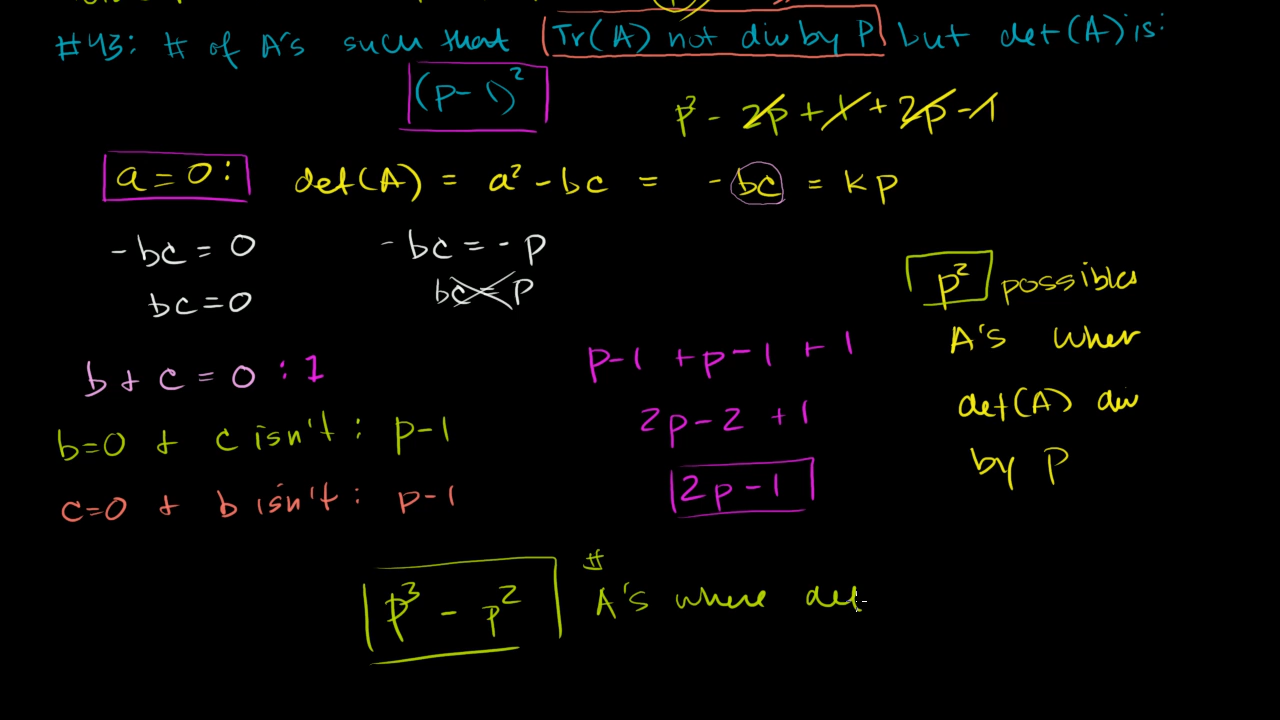 #43: # of A's such that Tr(A) not div by P but det(A) is:
(p-1)²
p² - 2p + 1 + 2p - 1
a = 0: det(A) = a² - bc = - bc = kp
-bc = 0 -bc = - p
bc = 0 bc = p
p² possibles
A's wher
det(A) div
by P
p-1 + p-1 + 1
2p-2 + 1
2p-1
b + c = 0 : 1
b=0 + c isn't: p-1
c=0 + b isn't: p-1
p³ - p² # A's where det